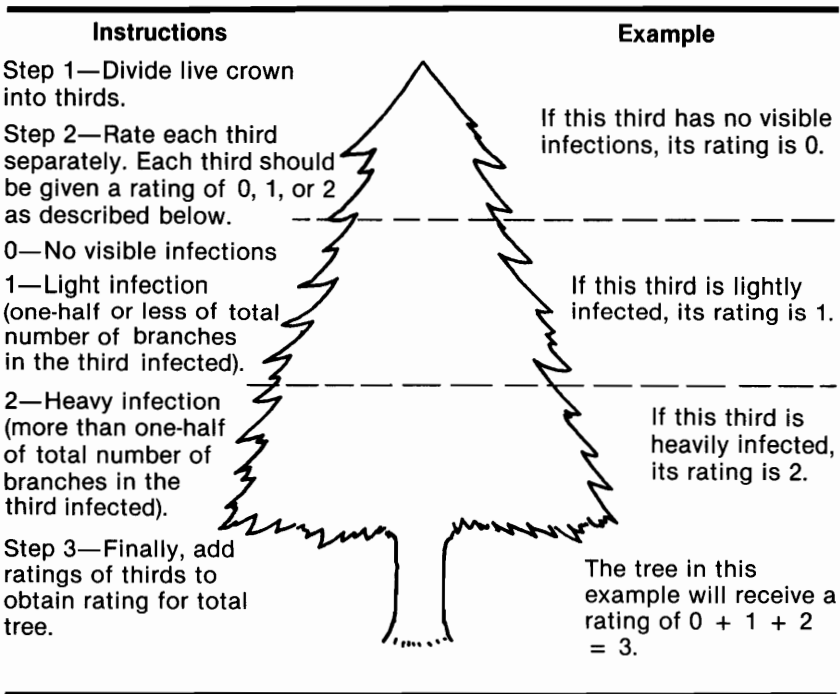 Instructions
Step 1—Divide live crown
into thirds.
Step 2—Rate each third
separately. Each third should
be given a rating of 0, 1, or 2
as described below.
0—No visible infections
1—Light infection
(one-half or less of total
number of branches
in the third infected).
2—Heavy infection
(more than one-half
of total number of
branches in the
third infected).
Step 3—Finally, add
ratings of thirds to
obtain rating for total
tree.
Example
If this third has no visible
infections, its rating is 0.
If this third is lightly
infected, its rating is 1.
If this third is
heavily infected,
its rating is 2.
The tree in this
example will receive a
rating of 0 + 1 + 2
= 3.